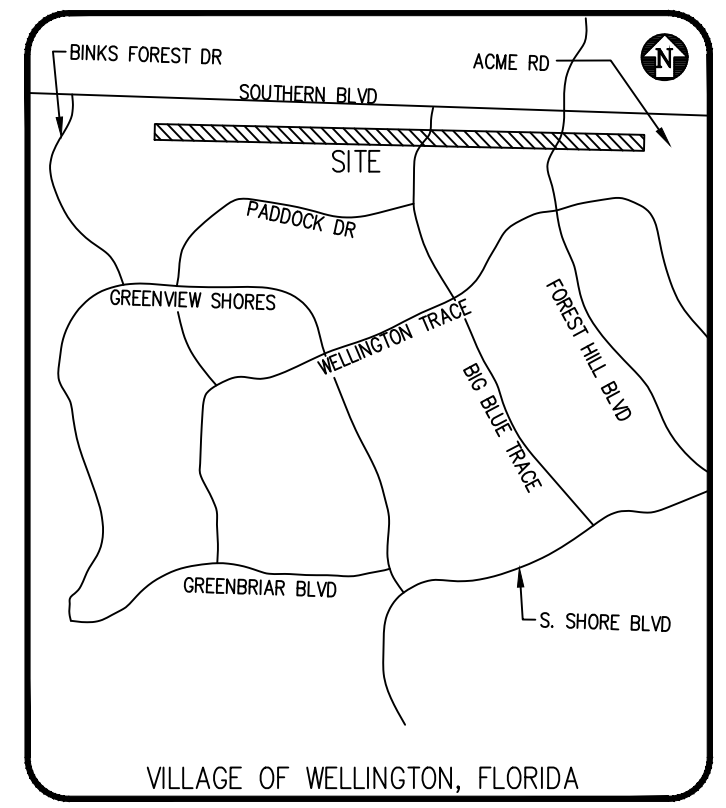 BINKS FOREST DR
ACME RD
N
SOUTHERN BLVD
SITE
PADDOCK DR
GREENVIEW SHORES
WELLINGTON TRACE
FOREST HILL BLVD
BIG BLUE TRACE
GREENBRIAR BLVD
S. SHORE BLVD
VILLAGE OF WELLINGTON, FLORIDA